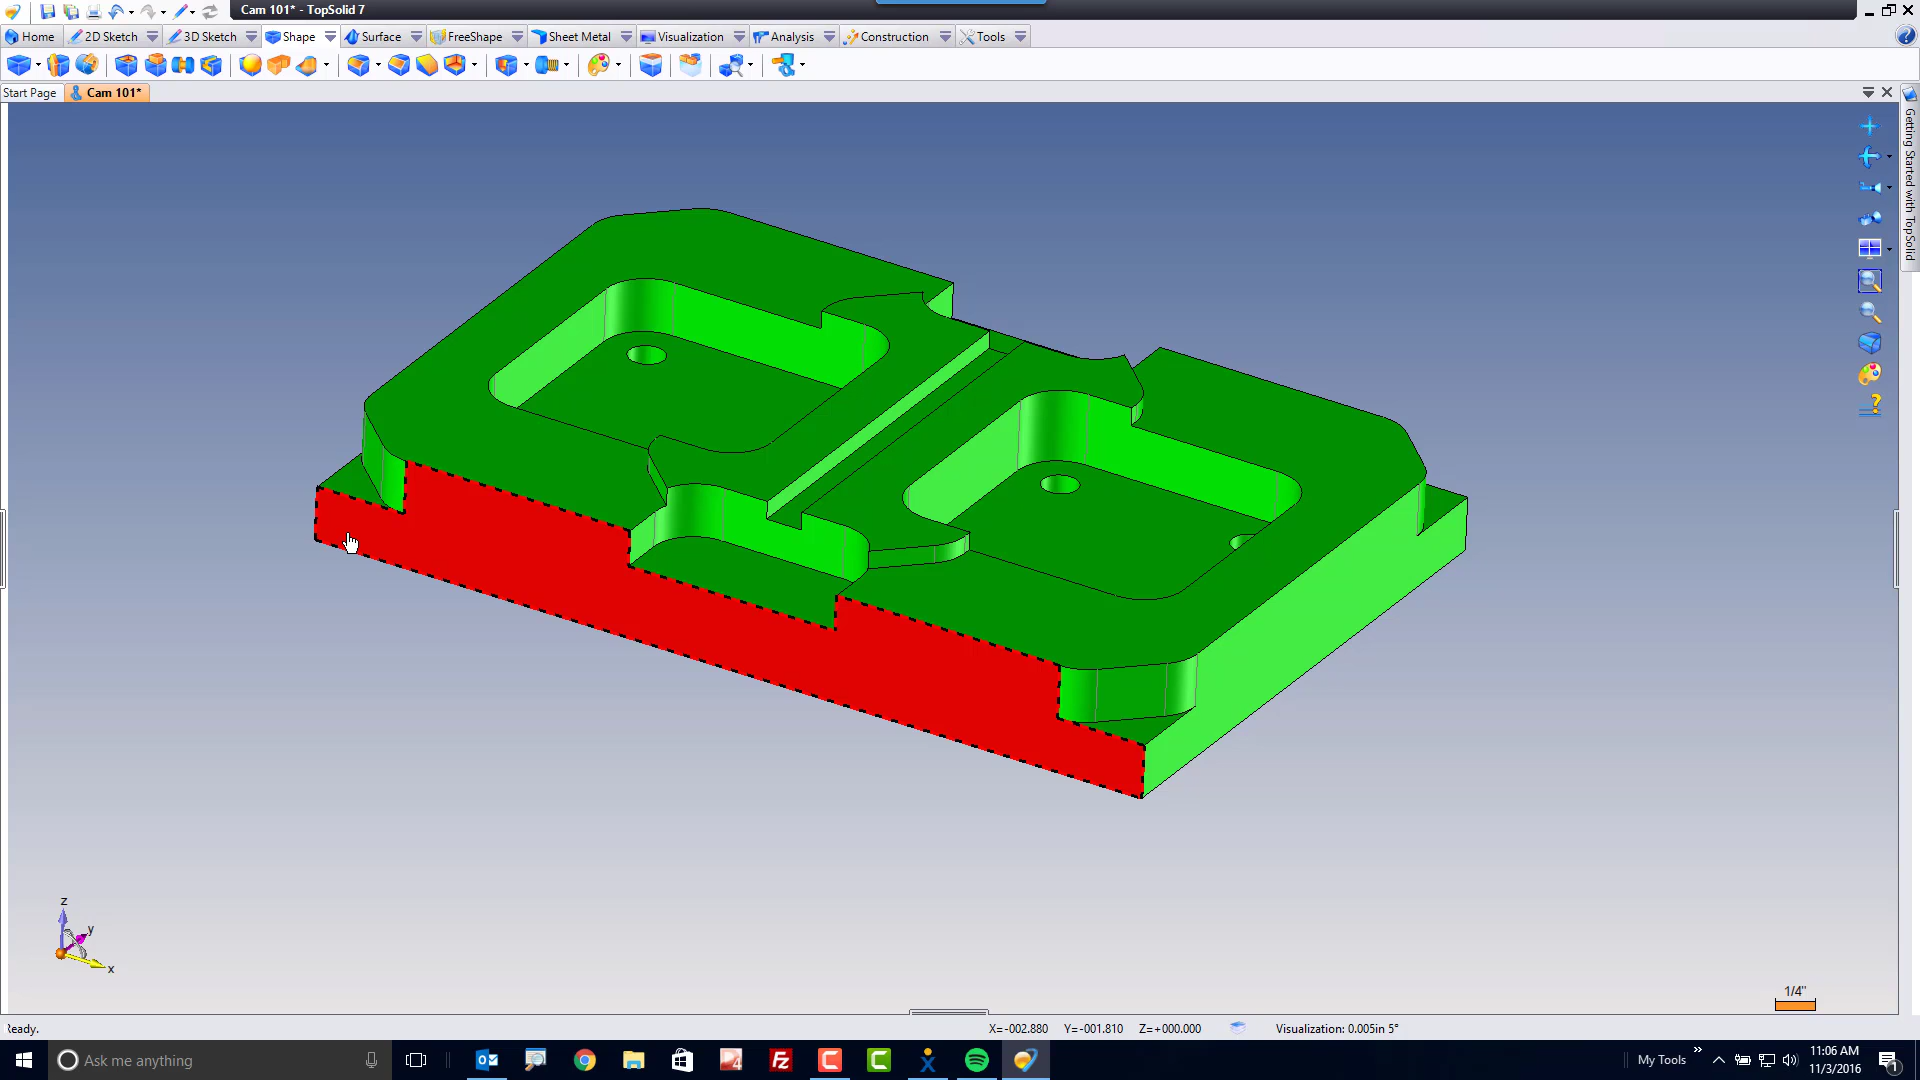 Cam 101* - TopSolid 7
Home 2D Sketch 3D Sketch Shape Surface FreeShape Sheet Metal Visualization Analysis Construction Tools
Start Page Cam 101*
Getting Started with TopSolid
z
y
x
1/4"
Ready. X=-002.880 Y=-001.810 Z=+000.000 Visualization: 0.005in 5°
Ask me anything My Tools 11:06 AM
11/3/2016